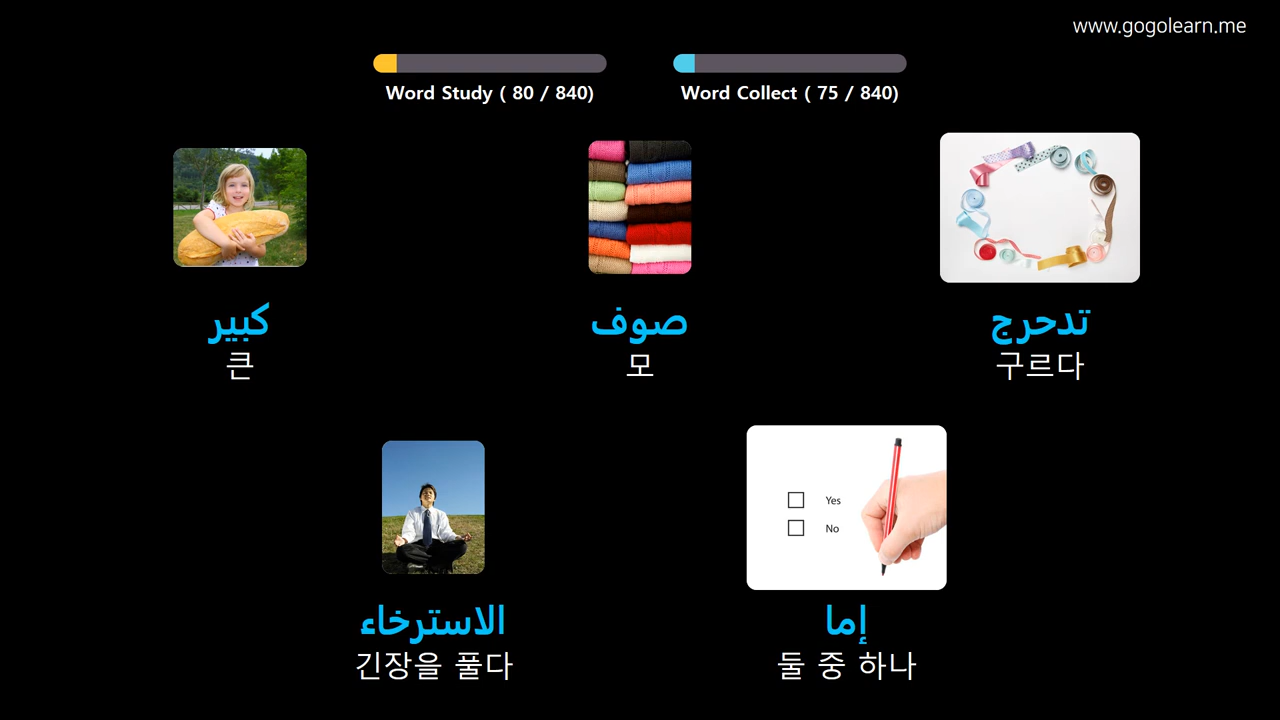 www.gogolearn.me
Word Study ( 80 / 840)
Word Collect ( 75 / 840)
كبير
큰
صوف
모
تدحرج
구르다
Yes
No
الاسترخاء
긴장을 풀다
إما
둘 중 하나